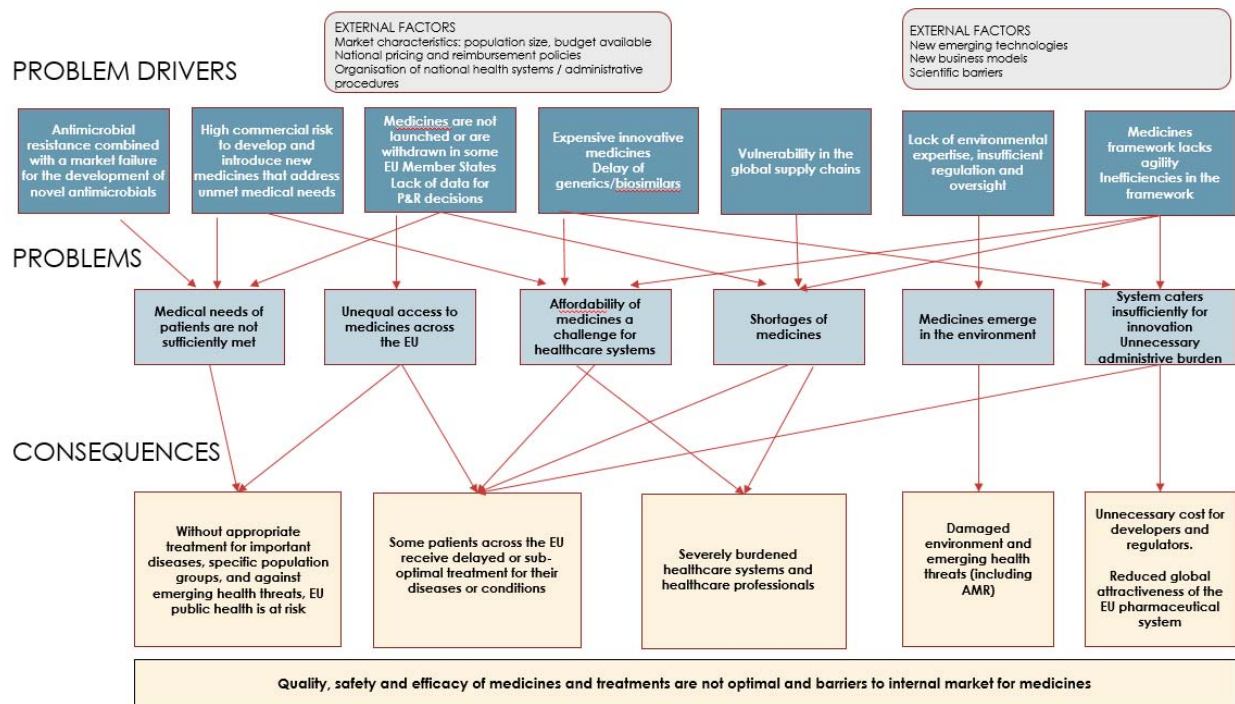 EXTERNAL FACTORS
Market characteristics: population size, budget available
National pricing and reimbursement policies
Organisation of national health systems / administrative
procedures
EXTERNAL FACTORS
New emerging technologies
New business models
Scientific barriers
PROBLEM DRIVERS
Antimicrobial
resistance combined
with a market failure
for the development of
novel antimicrobials
High commercial risk
to develop and
introduce new
medicines that address
unmet medical needs
Medicines are not
launched or are
withdrawn in some
EU Member States
Lack of data for
P&R decisions
Expensive innovative
medicines
Delay of
generics/biosimilars
Vulnerability in the
global supply chains
Lack of environmental
expertise, insufficient
regulation and
oversight
Medicines
framework lacks
agility
Inefficiencies in the
framework
PROBLEMS
Medical needs of
patients are not
sufficiently met
Unequal access to
medicines across
the EU
Affordability of
medicines a
challenge for
healthcare systems
Shortages of
medicines
Medicines emerge
in the environment
System caters
insufficiently for
innovation
Unnecessary
administrive burden
CONSEQUENCES
Without appropriate
treatment for important
diseases, specific population
groups, and against
emerging health threats, EU
public health is at risk
Some patients across the EU
receive delayed or sub-
optimal treatment for their
diseases or conditions
Severely burdened
healthcare systems and
healthcare professionals
Damaged
environment and
emerging health
threats (including
AMR)
Unnecessary cost for
developers and
regulators.
Reduced global
attractiveness of the
EU pharmaceutical
system
Quality, safety and efficacy of medicines and treatments are not optimal and barriers to internal market for medicines